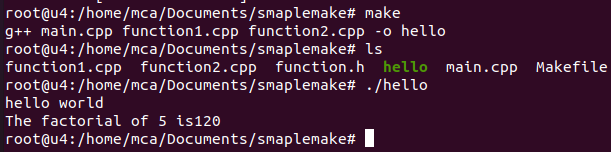 root@u4:/home/mca/Documents/smaplemake# make
g++ main.cpp function1.cpp function2.cpp -o hello
root@u4:/home/mca/Documents/smaplemake# ls
function1.cpp  function2.cpp  function.h  hello  main.cpp  Makefile
root@u4:/home/mca/Documents/smaplemake# ./hello
hello world
The factorial of 5 is120
root@u4:/home/mca/Documents/smaplemake#